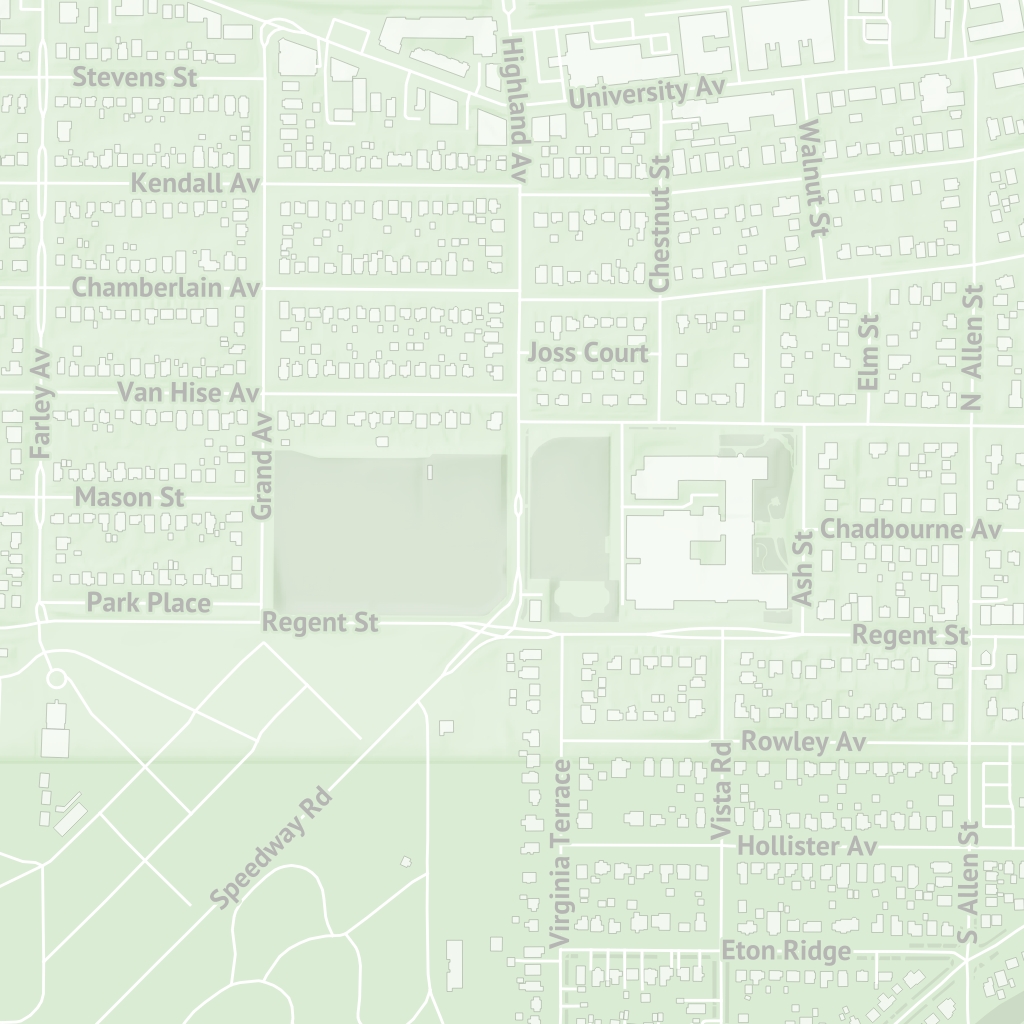 Stevens St
Highland Av
University Av
Walnut St
Kendall Av
Chestnut St
Chamberlain Av
N Allen St
Elm St
Joss Court
Farley Av
Van Hise Av
Grand Av
Mason St
Chadbourne Av
Ash St
Park Place
Regent St
Regent St
Rowley Av
Vista Rd
Speedway Rd
Virginia Terrace
Hollister Av
S Allen St
Eton Ridge